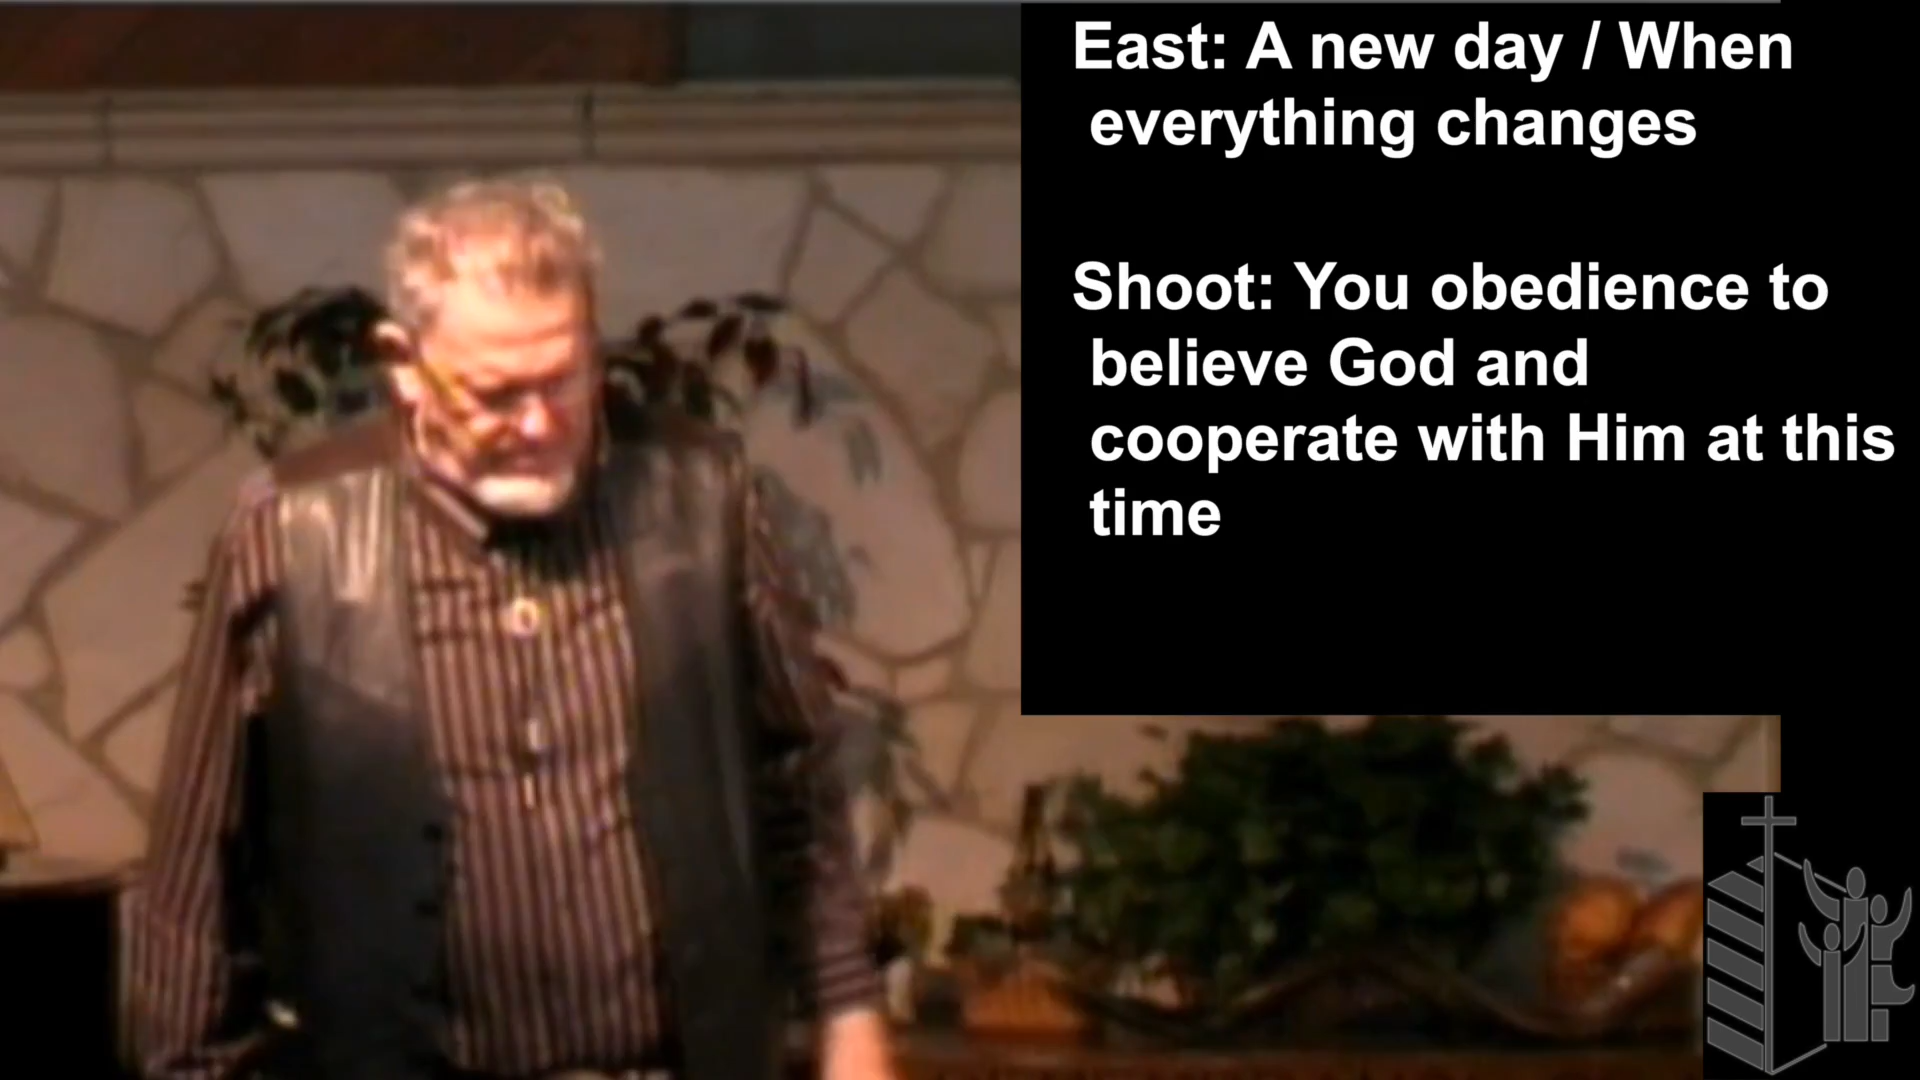 East: A new day / When
everything changes
Shoot: You obedience to
believe God and
cooperate with Him at this
time